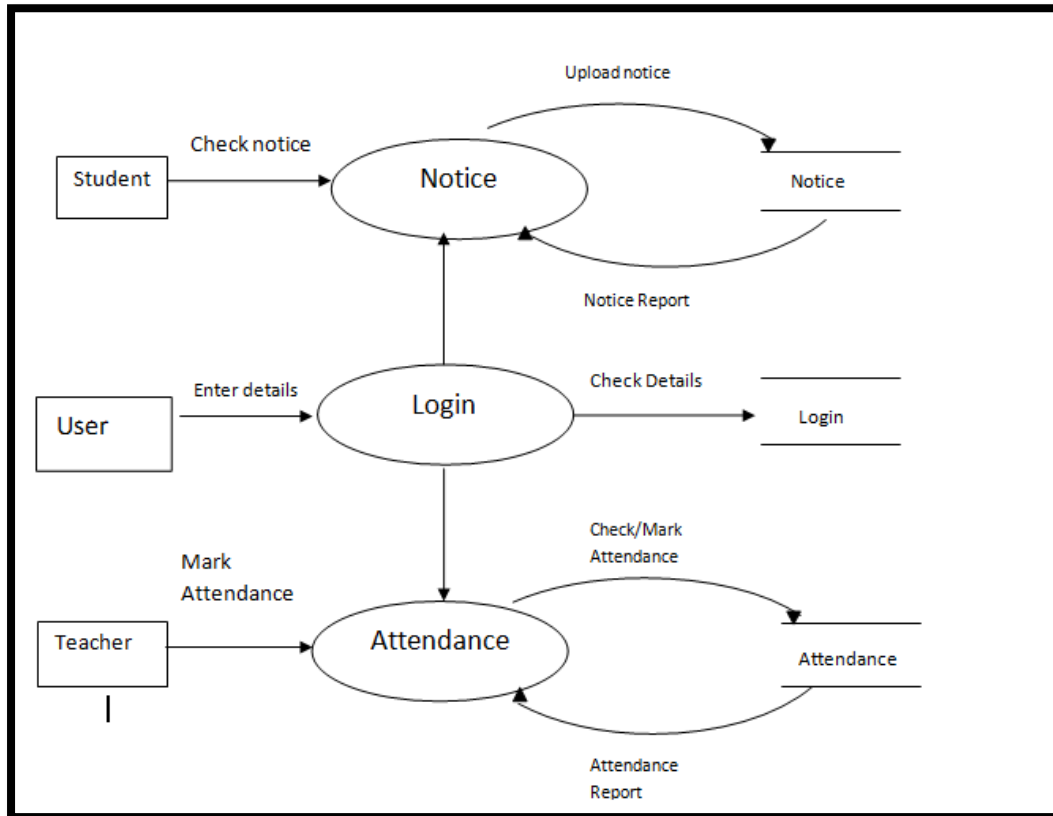 Upload notice
Check notice
Student
Notice
Notice
Notice Report
Enter details
Check Details
User
Login
Login
Check/Mark
Attendance
Mark
Attendance
Teacher
Attendance
Attendance
Attendance
Report